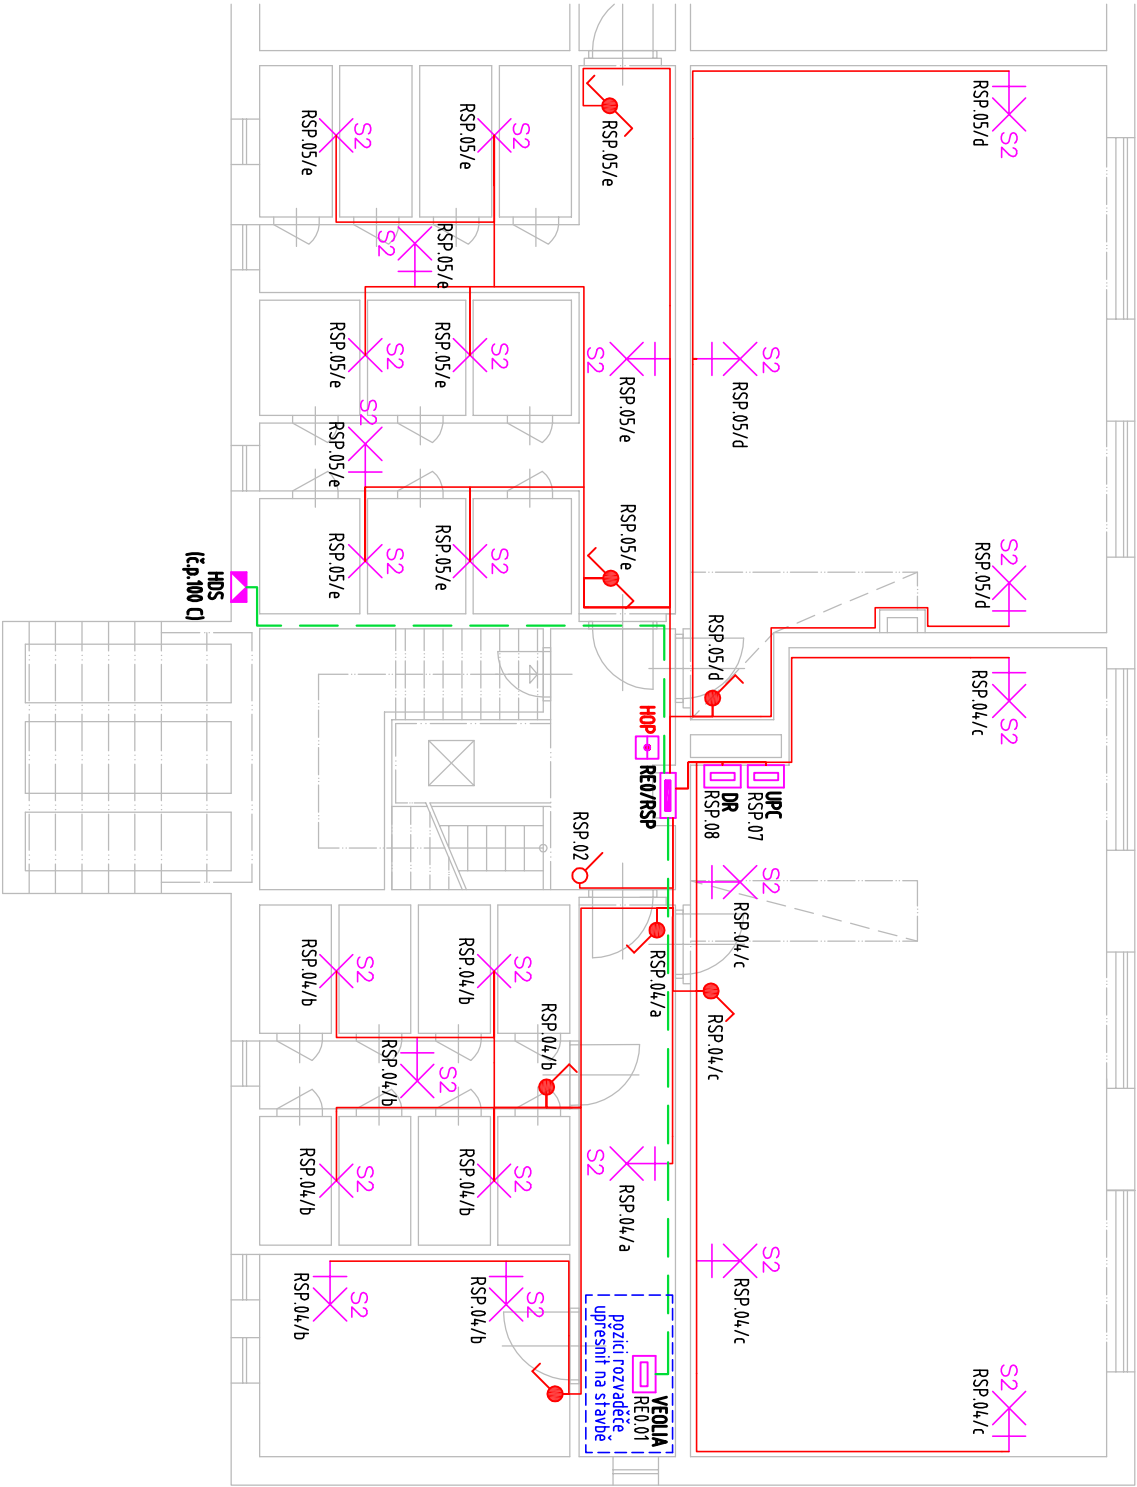 S2
RSP.05/e
S2
RSP.05/e
RSP.05/e
RSP.05/d
S2
S2
RSP.05/e
S2
RSP.05/e
S2
RSP.05/e
S2
RSP.05/e
S2
RSP.05/d
S2
RSP.05/e
S2
RSP.05/e
S2
RSP.05/e
RSP.05/e
S2
RSP.05/d
HDS
(č.p.100 C)
RSP.05/d
RSP.04/c
S2
HOP
RE0/RSP
DR
RSP.08
UPC
RSP.07
RSP.02
S2
RSP.04/c
S2
RSP.04/b
S2
RSP.04/b
RSP.04/a
RSP.04/c
RSP.04/b
S2
RSP.04/b
S2
RSP.04/b
S2
RSP.04/b
S2
RSP.04/a
S2
RSP.04/c
S2
RSP.04/b
S2
RSP.04/b
pozici rozvaděče
upřesnit na stavbě
VEOLIA
RE0.01
S2
RSP.04/c